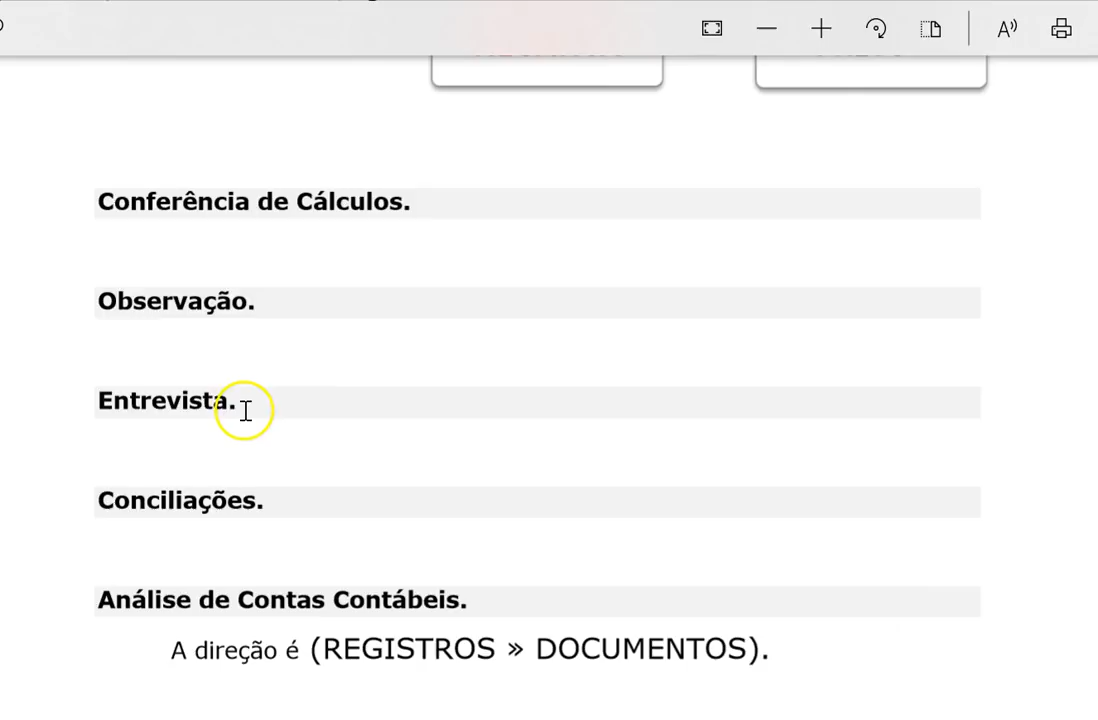 Conferência de Cálculos.
Observação.
Entrevista.
Conciliações.
Análise de Contas Contábeis.
A direção é (REGISTROS » DOCUMENTOS).